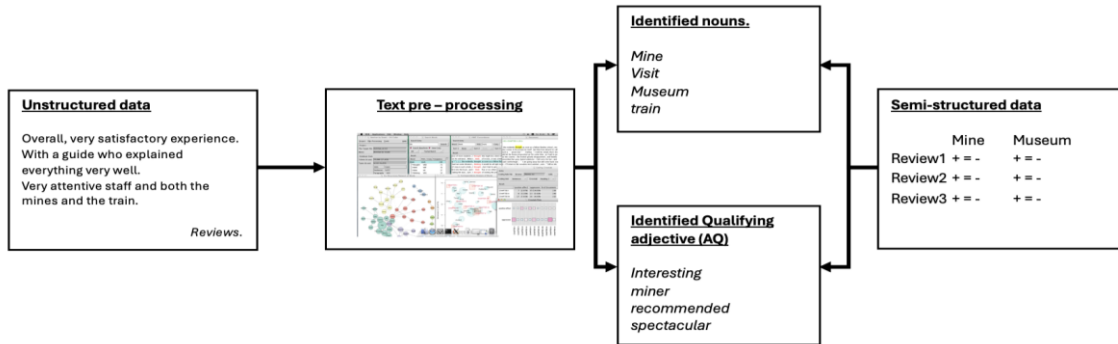 Unstructured data
Overall, very satisfactory experience.
With a guide who explained
everything very well.
Very attentive staff and both the
mines and the train.
Reviews.
Text pre – processing
Identified nouns.
Mine
Visit
Museum
train
Identified Qualifying
adjective (AQ)
Interesting
miner
recommended
spectacular
Semi-structured data
Mine Museum
Review1 + = - + = -
Review2 + = - + = -
Review3 + = - + = -